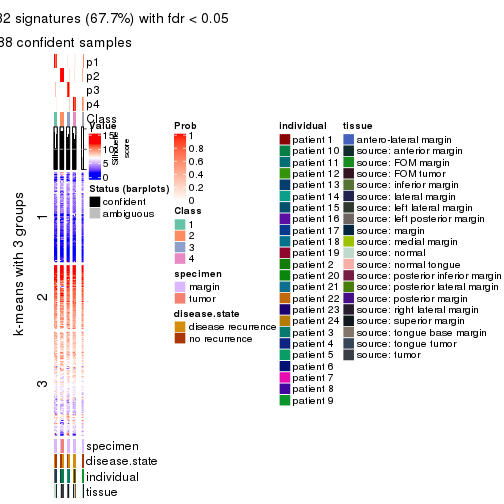 32 signatures (67.7%) with fdr < 0.05
38 confident samples
p1
p2
p3
p4
Class
Silhouette score
k-means with 3 groups
1
2
3
specimen
disease.state
individual
tissue
Value
15
10
5
0
Status (barplots)
confident
ambiguous
Prob
1
0.8
0.6
0.4
0.2
0
Class
1
2
3
4
specimen
margin
tumor
disease.state
disease recurrence
no recurrence
individual
patient 1
patient 10
patient 11
patient 12
patient 13
patient 14
patient 15
patient 16
patient 17
patient 18
patient 19
patient 2
patient 20
patient 21
patient 22
patient 23
patient 24
patient 3
patient 4
patient 5
patient 6
patient 7
patient 8
patient 9
tissue
antero-lateral margin
source: anterior margin
source: FOM margin
source: FOM tumor
source: inferior margin
source: lateral margin
source: left lateral margin
source: left posterior margin
source: margin
source: medial margin
source: normal
source: normal tongue
source: posterior inferior margin
source: posterior lateral margin
source: posterior margin
source: right lateral margin
source: superior margin
source: tongue base margin
source: tongue tumor
source: tumor